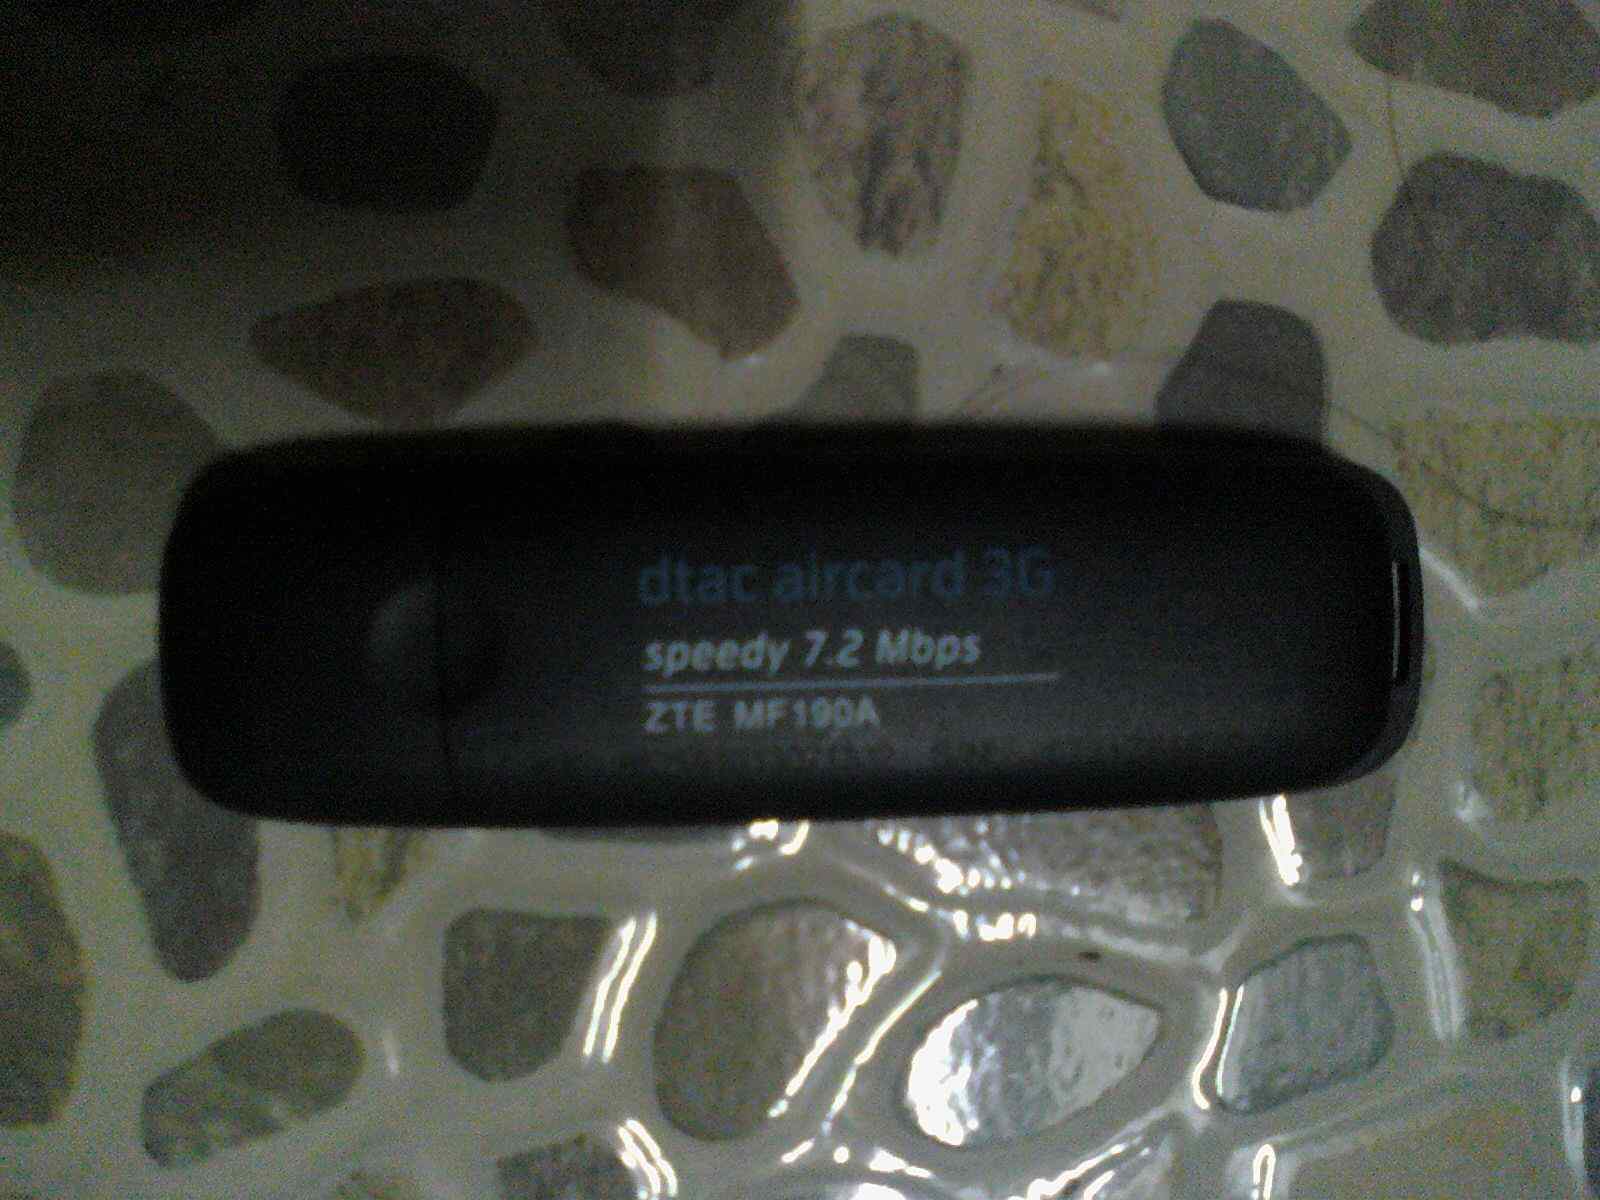 dtac aircard 3G
speedy 7.2 Mbps
ZTE MF190A